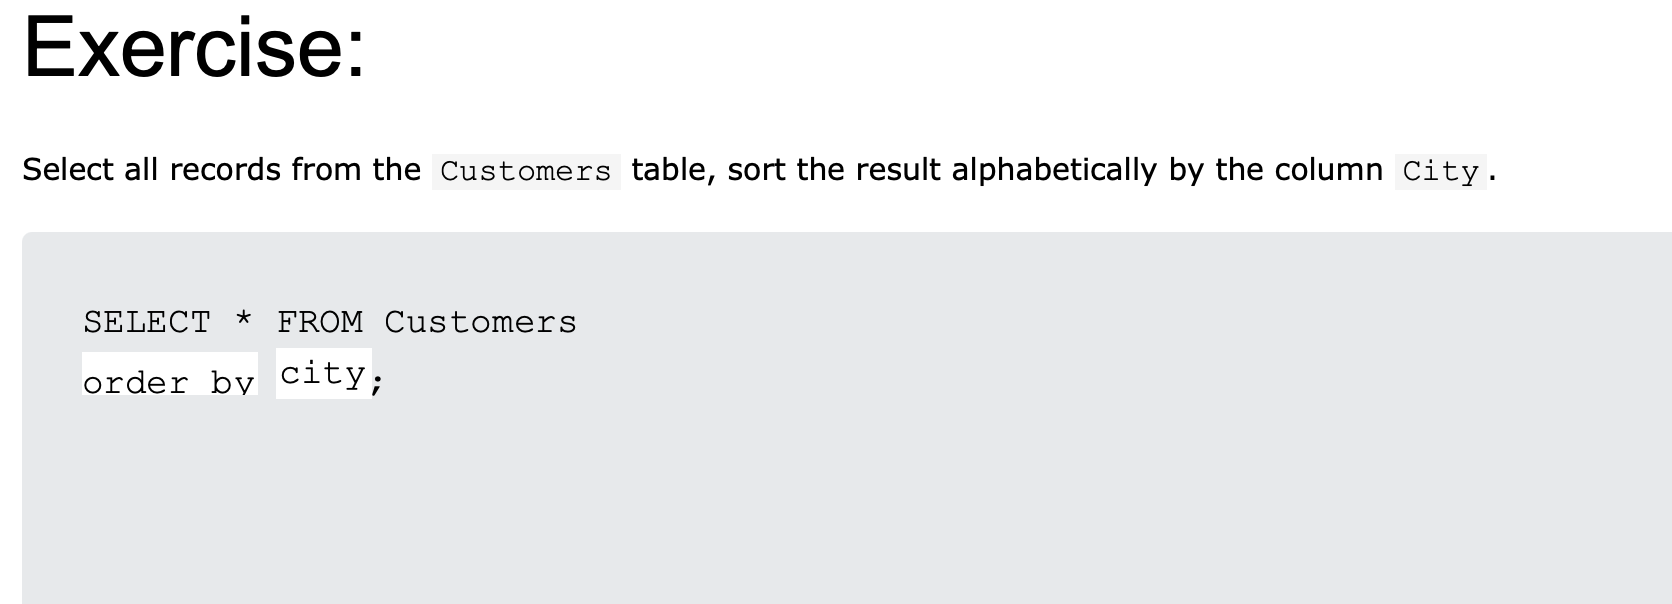 Exercise:
Select all records from the Customers table, sort the result alphabetically by the column City.
SELECT * FROM Customers
order by city;